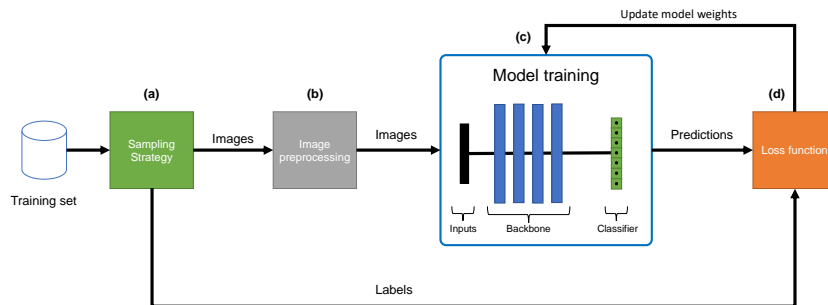 Update model weights
(c)
Model training
(a)
(b)
(d)
Sampling
Strategy
Images
Image
preprocessing
Images
Predictions
Loss function
Training set
Inputs
Backbone
Classifier
Labels